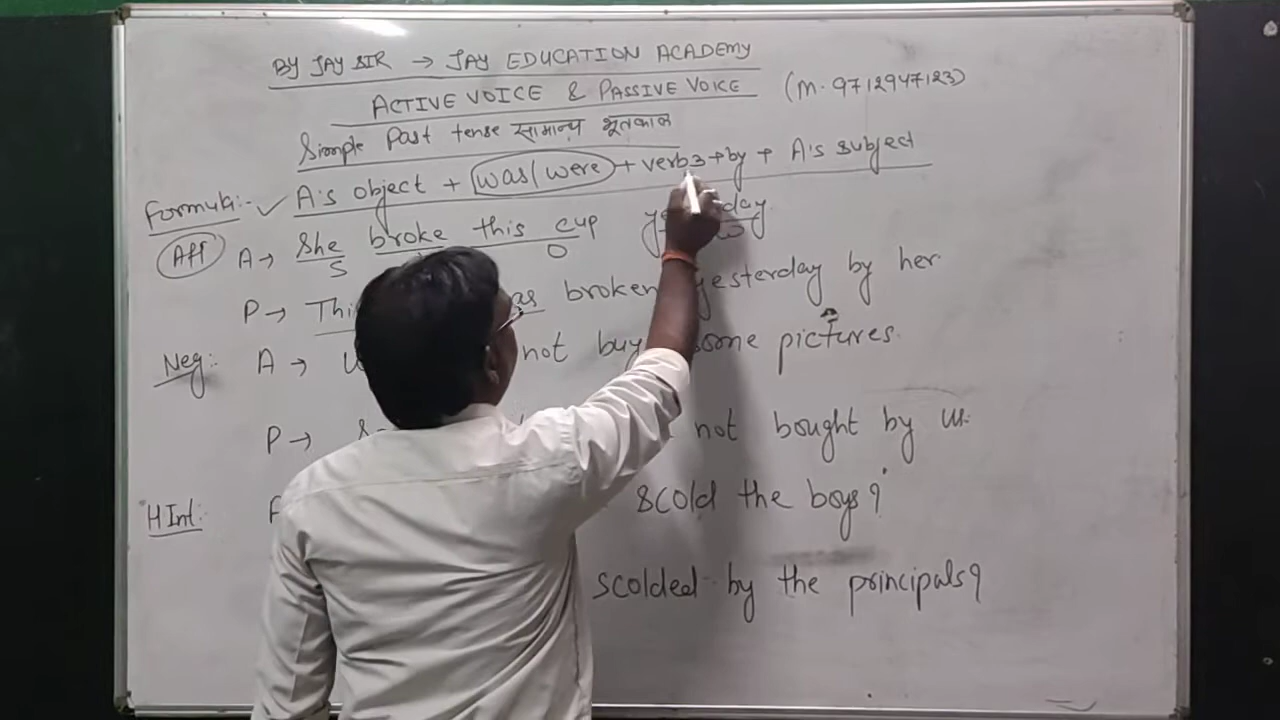 BY JAY SIR → JAY EDUCATION ACADEMY
ACTIVE VOICE & PASSIVE VOICE (M. 9712947123)
Simple Past tense सामान्य भूतकाल
Formula:- ✓ A's object + was/were + verb3 + by + A's subject
Aff A → She broke this cup
S O
P → This broken yesterday by her.
Neg: A → not buy some pictures.
P → not bought by us.
H Int: scold the boys?
scolded by the principals?